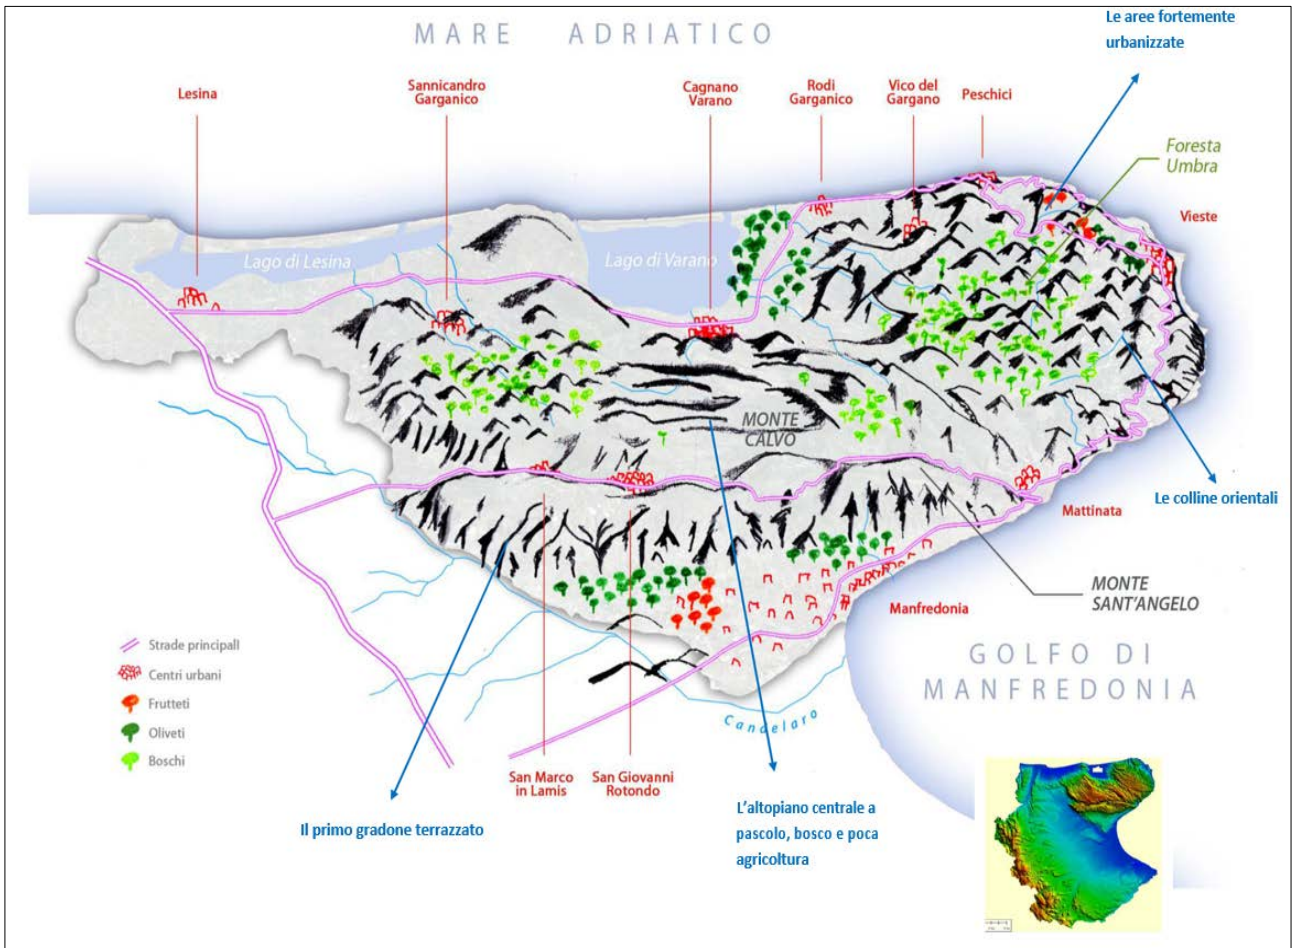 MARE ADRIATICO
Le aree fortemente
urbanizzate
Lesina
Sannicandro
Garganico
Cagnano
Varano
Rodi
Garganico
Vico del
Gargano
Peschici
Foresta
Umbra
Vieste
Lago di Lesina
Lago di Varano
MONTE
CALVO
Le colline orientali
Mattinata
MONTE
SANT'ANGELO
Manfredonia
GOLFO DI
MANFREDONIA
Strade principall
Centri urbani
Frutteti
Oliveti
Boschi
Candelaro
San Marco
in Lamis
San Giovanni
Rotondo
Il primo gradone terrazzato
L'altopiano centrale a
pascolo, bosco e poca
agricoltura